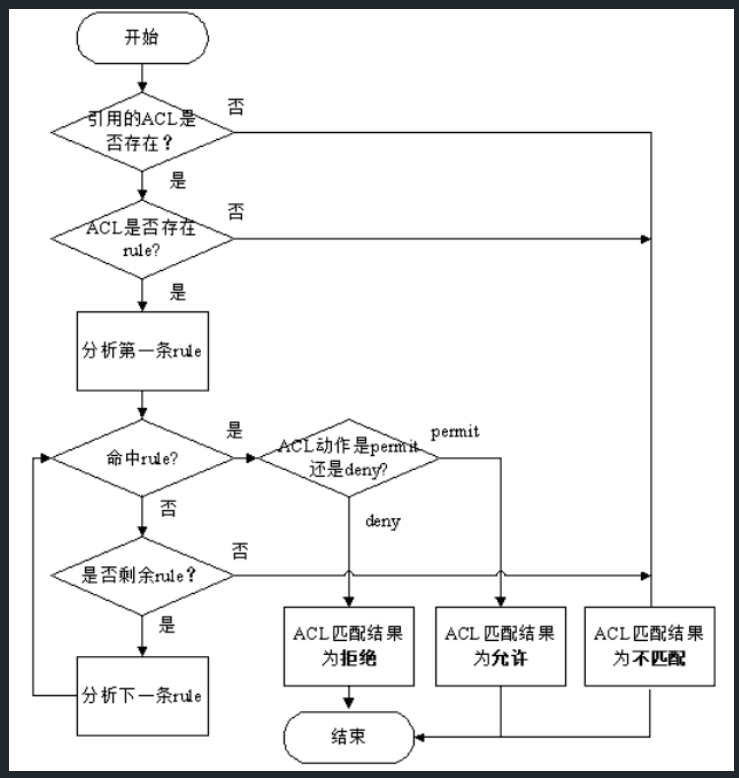 开始
引用的ACL是
否存在？
否
是
ACL是否存在
rule?
否
是
分析第一条rule
命中rule?
是
ACL动作是permit
还是deny?
permit
否
deny
是否剩余rule？
否
是
ACL匹配结果
为拒绝
ACL匹配结果
为允许
ACL匹配结果
为不匹配
分析下一条rule
结束